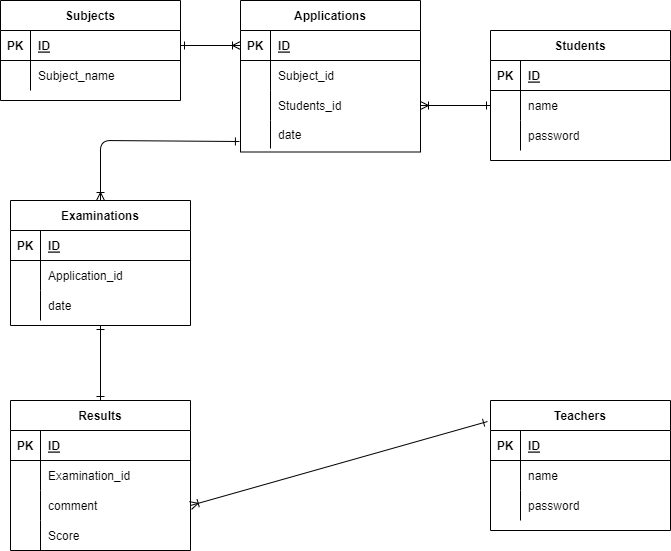 Subjects
PK ID
Subject_name
Applications
PK ID
Subject_id
Students_id
date
Students
PK ID
name
password
Examinations
PK ID
Application_id
date
Results
PK ID
Examination_id
comment
Score
Teachers
PK ID
name
password